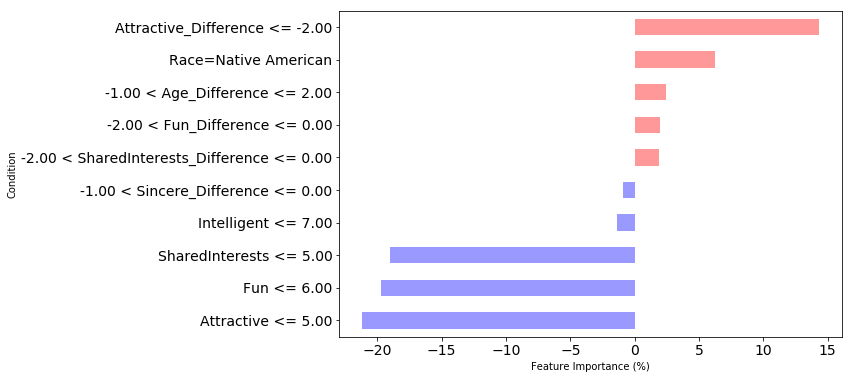 Attractive_Difference <= -2.00
Race=Native American
-1.00 < Age_Difference <= 2.00
-2.00 < Fun_Difference <= 0.00
-2.00 < SharedInterests_Difference <= 0.00
-1.00 < Sincere_Difference <= 0.00
Intelligent <= 7.00
SharedInterests <= 5.00
Fun <= 6.00
Attractive <= 5.00
Condition
−20 −15 −10 −5 0 5 10 15
Feature Importance (%)